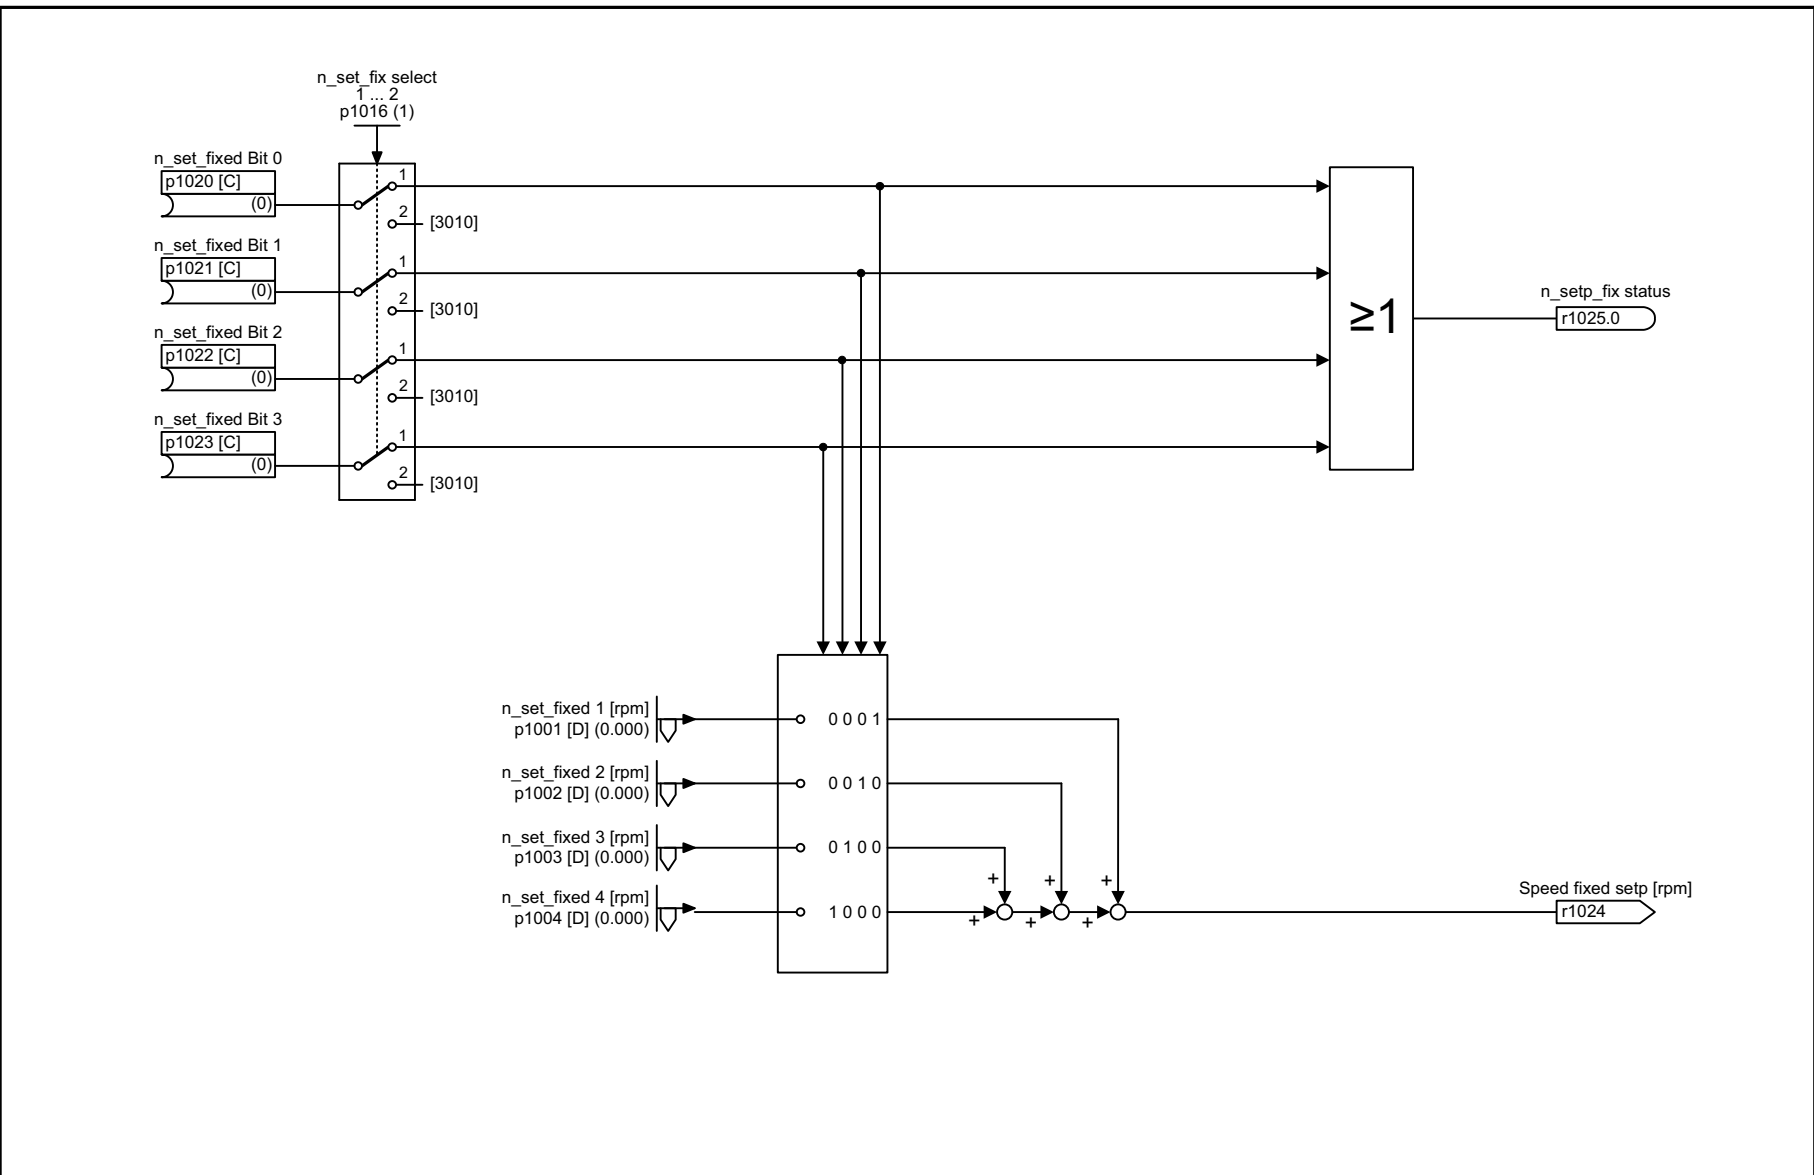 n_set_fix select
1 ... 2
p1016 (1)
n_set_fixed Bit 0
p1020 [C]
(0)
1
2
[3010]
n_set_fixed Bit 1
p1021 [C]
(0)
1
2
[3010]
n_set_fixed Bit 2
p1022 [C]
(0)
1
2
[3010]
n_set_fixed Bit 3
p1023 [C]
(0)
1
2
[3010]
≥1
n_setp_fix status
r1025.0
n_set_fixed 1 [rpm]
p1001 [D] (0.000)
0 0 0 1
n_set_fixed 2 [rpm]
p1002 [D] (0.000)
0 0 1 0
n_set_fixed 3 [rpm]
p1003 [D] (0.000)
0 1 0 0
n_set_fixed 4 [rpm]
p1004 [D] (0.000)
1 0 0 0
+ + +
+ + +
Speed fixed setp [rpm]
r1024